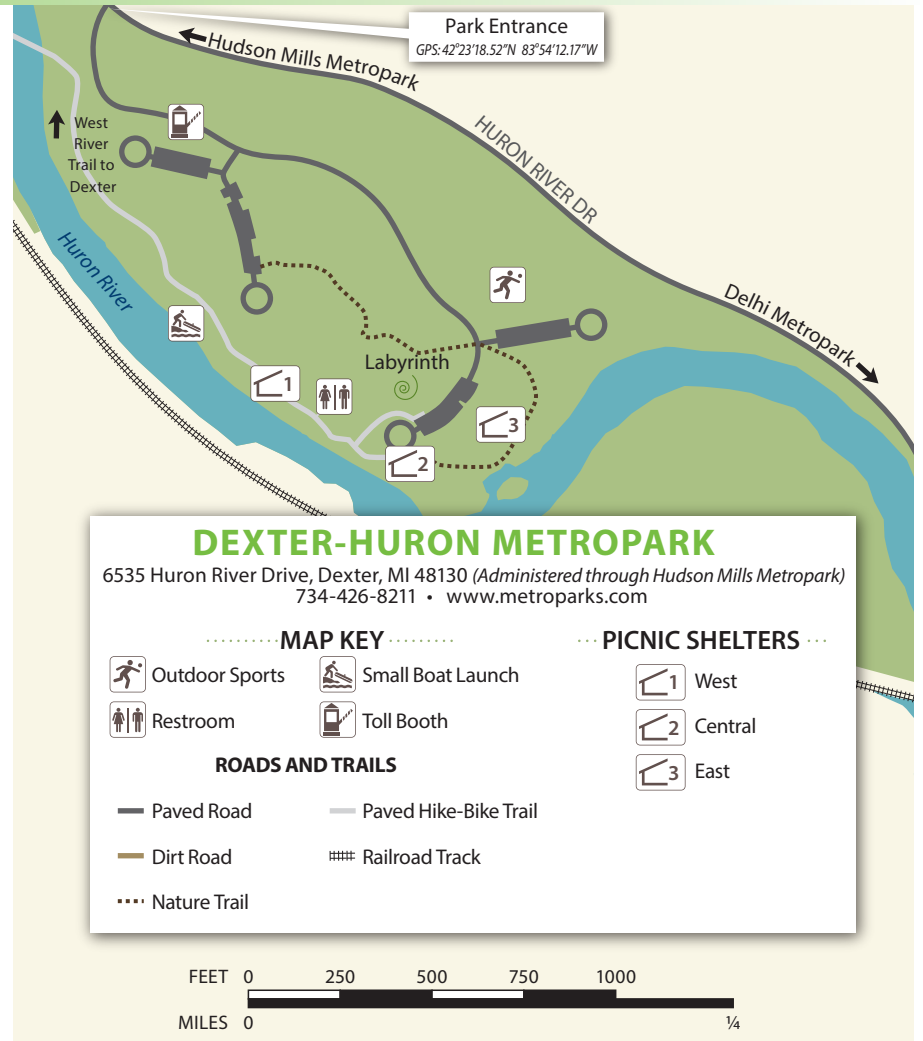 Park Entrance
GPS: 42°23'18.52"N 83°54'12.17"W
Hudson Mills Metropark
HURON RIVER DR
Delhi Metropark
West
River
Trail to
Dexter
Huron River
Labyrinth
1
2
3
DEXTER-HURON METROPARK
6535 Huron River Drive, Dexter, MI 48130 (Administered through Hudson Mills Metropark)
734-426-8211 • www.metroparks.com
MAP KEY
Outdoor Sports
Small Boat Launch
Restroom
Toll Booth
PICNIC SHELTERS
1 West
2 Central
3 East
ROADS AND TRAILS
Paved Road
Paved Hike-Bike Trail
Dirt Road
Railroad Track
Nature Trail
FEET 0 250 500 750 1000
MILES 0 ¼